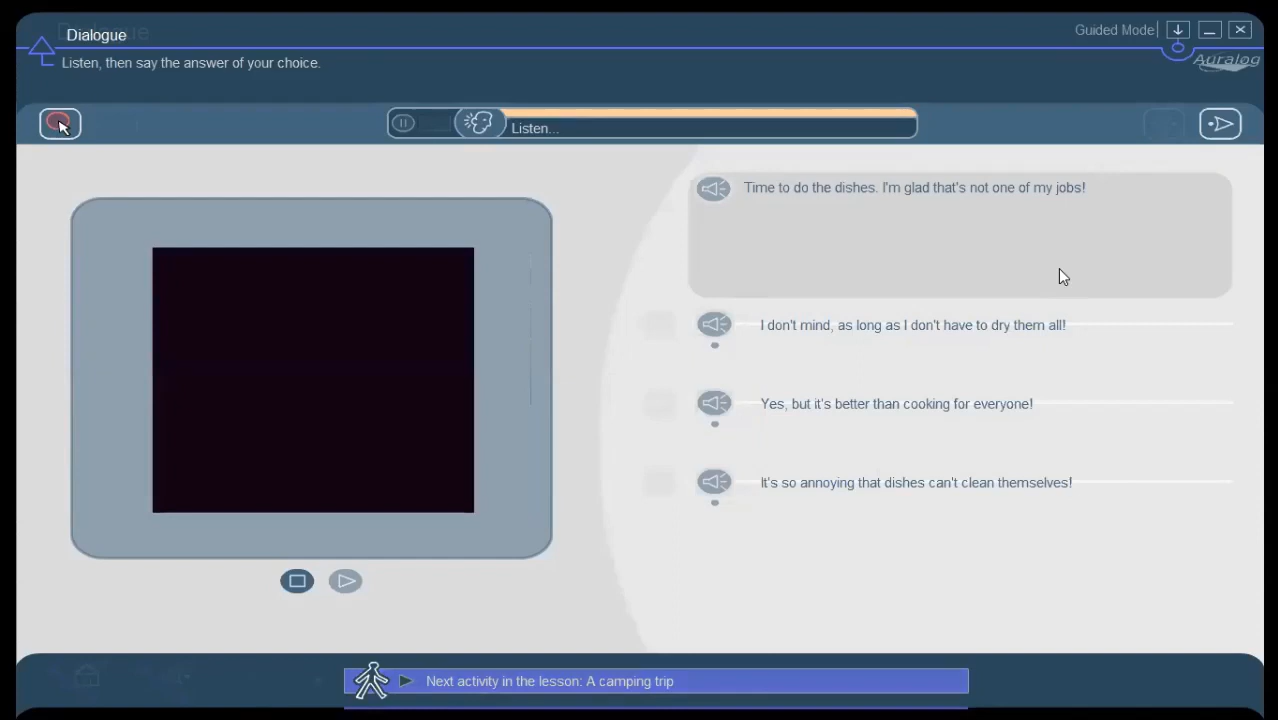 Dialogue
Guided Mode
Listen, then say the answer of your choice.
Auralog
Listen...
Time to do the dishes. I'm glad that's not one of my jobs!
I don't mind, as long as I don't have to dry them all!
Yes, but it's better than cooking for everyone!
It's so annoying that dishes can't clean themselves!
Next activity in the lesson: A camping trip